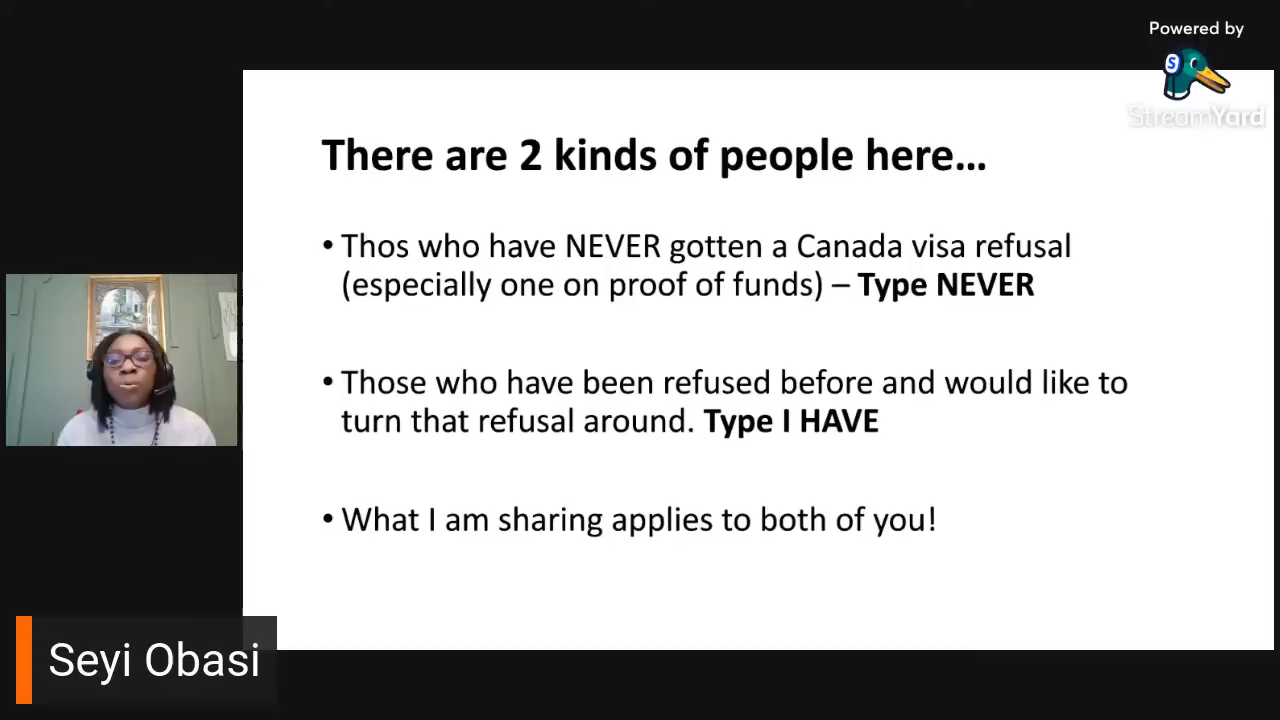 Powered by
StreamYard
There are 2 kinds of people here...
• Thos who have NEVER gotten a Canada visa refusal
(especially one on proof of funds) – Type NEVER
• Those who have been refused before and would like to
turn that refusal around. Type I HAVE
• What I am sharing applies to both of you!
Seyi Obasi